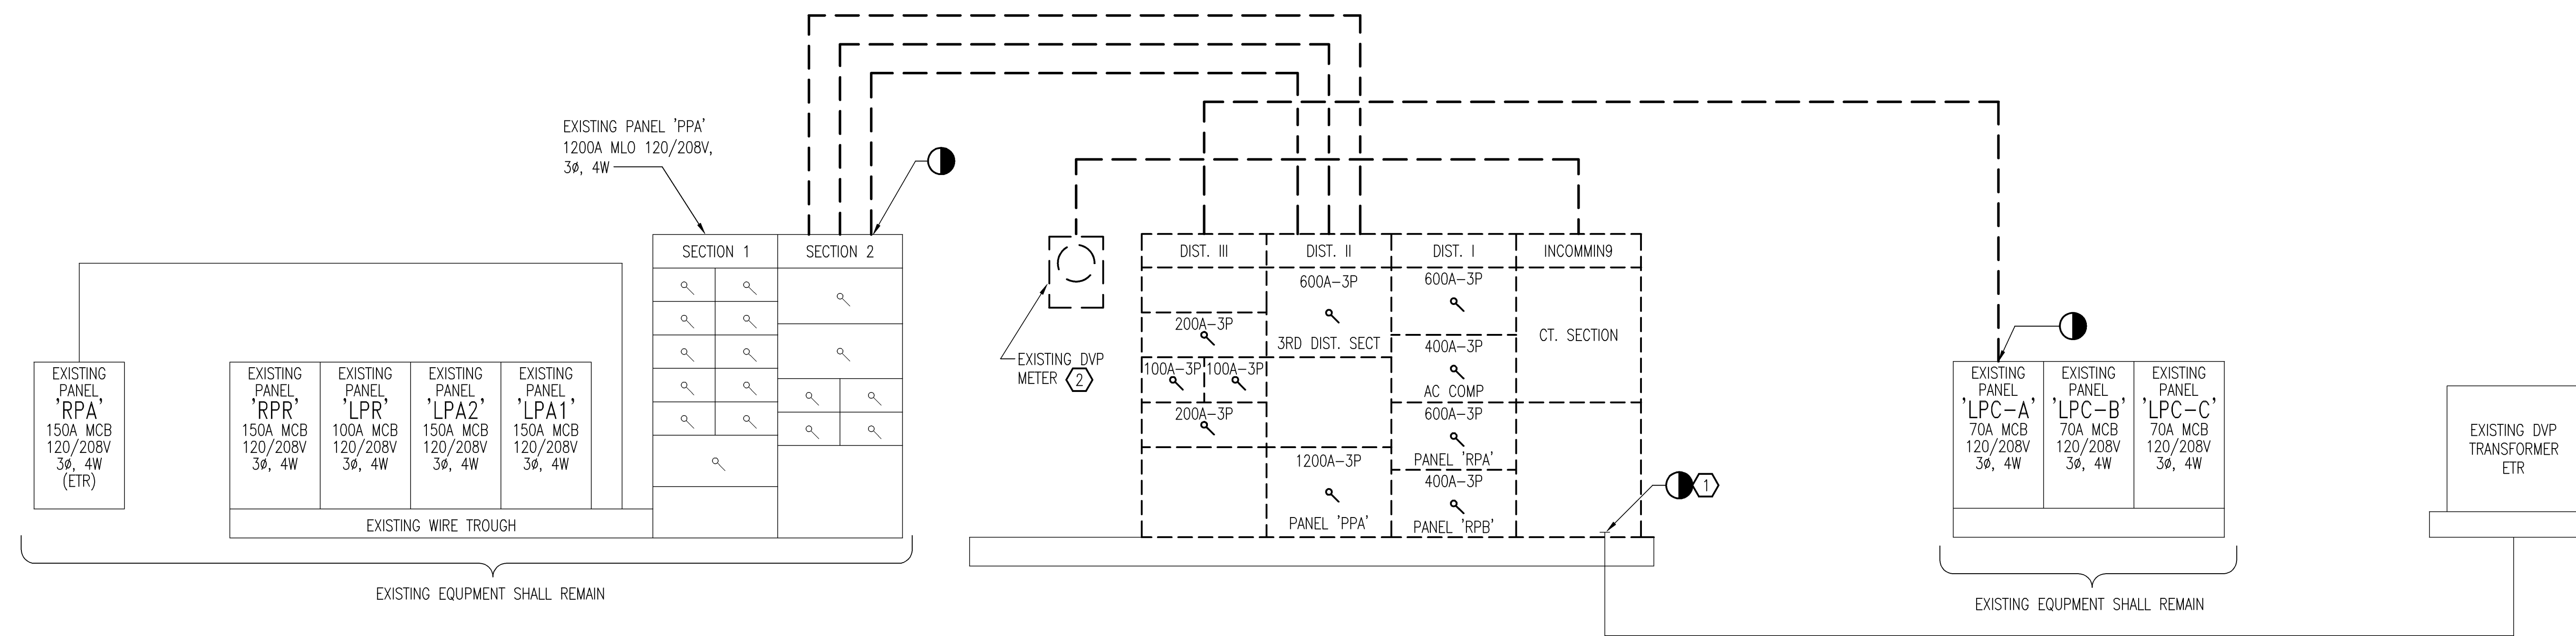 EXISTING PANEL 'PPA'
1200A MLO 120/208V,
3ø, 4W
SECTION 1
SECTION 2
EXISTING
PANEL
'RPA'
150A MCB
120/208V
3ø, 4W
(ETR)
EXISTING
PANEL
'RPR'
150A MCB
120/208V
3ø, 4W
EXISTING
PANEL
'LPR'
100A MCB
120/208V
3ø, 4W
EXISTING
PANEL
'LPA2'
150A MCB
120/208V
3ø, 4W
EXISTING
PANEL
'LPA1'
150A MCB
120/208V
3ø, 4W
EXISTING WIRE TROUGH
EXISTING EQUPMENT SHALL REMAIN
EXISTING DVP
METER 2
DIST. III
200A-3P
100A-3P
100A-3P
200A-3P
DIST. II
600A-3P
3RD DIST. SECT
1200A-3P
PANEL 'PPA'
DIST. I
600A-3P
400A-3P
AC COMP
600A-3P
PANEL 'RPA'
400A-3P
PANEL 'RPB'
INCOMMIN9
CT. SECTION
1
EXISTING
PANEL
'LPC-A'
70A MCB
120/208V
3ø, 4W
EXISTING
PANEL
'LPC-B'
70A MCB
120/208V
3ø, 4W
EXISTING
PANEL
'LPC-C'
70A MCB
120/208V
3ø, 4W
EXISTING EQUPMENT SHALL REMAIN
EXISTING DVP
TRANSFORMER
ETR